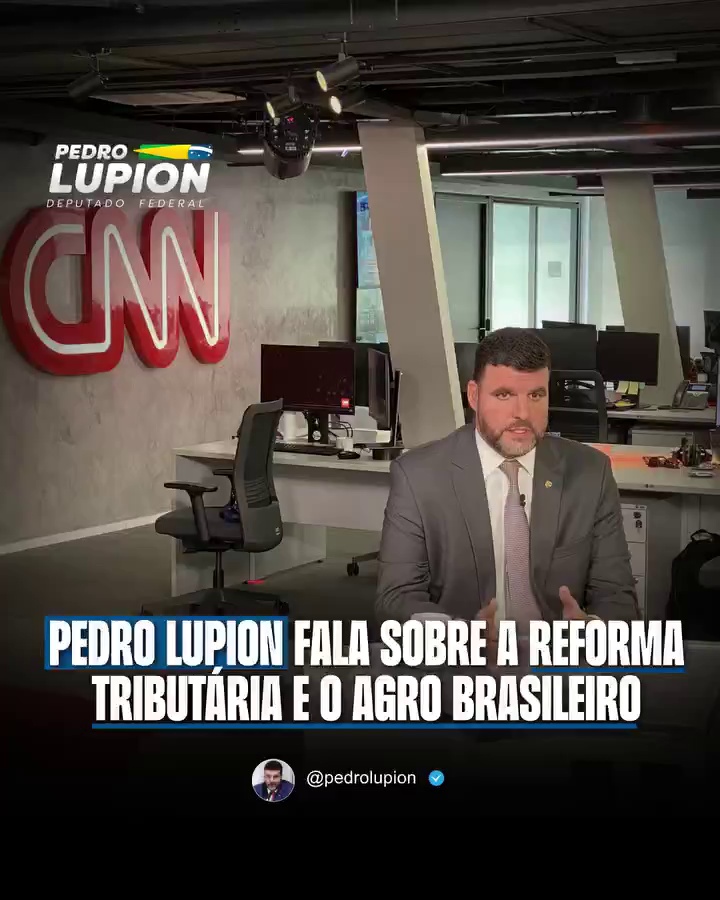 PEDRO
LUPION
DEPUTADO FEDERAL
CNN
PEDRO LUPION FALA SOBRE A REFORMA
TRIBUTÁRIA E O AGRO BRASILEIRO
@pedrolupion